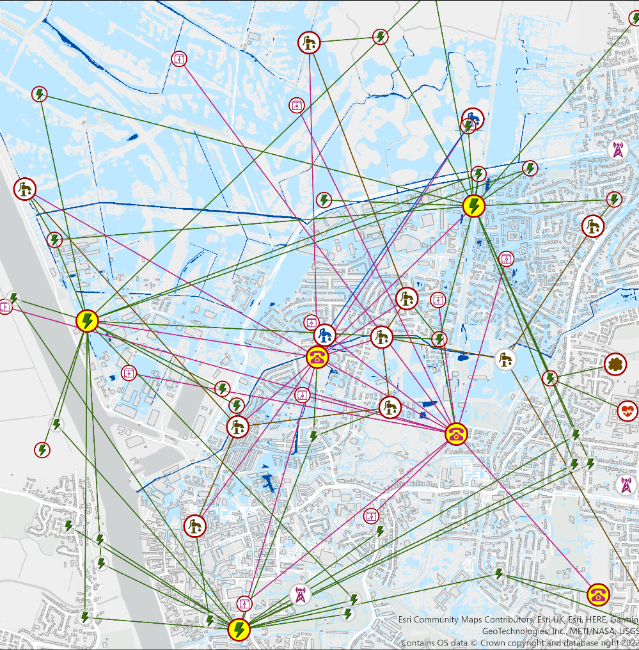 Esri Community Maps Contributors, Esri UK, Esri, HERE, Garmin,
GeoTechnologies, Inc., METI/NASA, USGS
Contains OS data © Crown copyright and database right